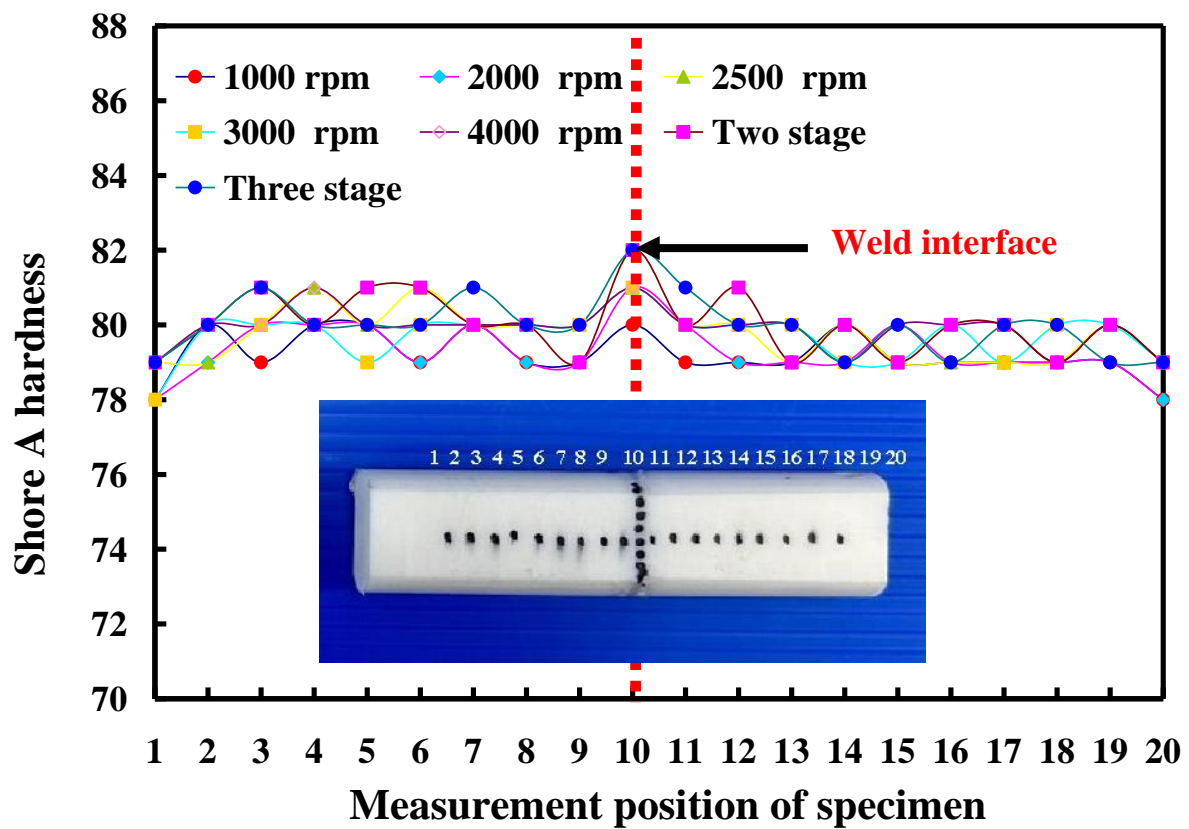 88
86
84
82
80
78
76
74
72
70
Shore A hardness
1000 rpm 2000 rpm 2500 rpm
3000 rpm 4000 rpm Two stage
Three stage
Weld interface
1 2 3 4 5 6 7 8 9 10 11 12 13 14 15 16 17 18 19 20
1 2 3 4 5 6 7 8 9 10 11 12 13 14 15 16 17 18 19 20
Measurement position of specimen